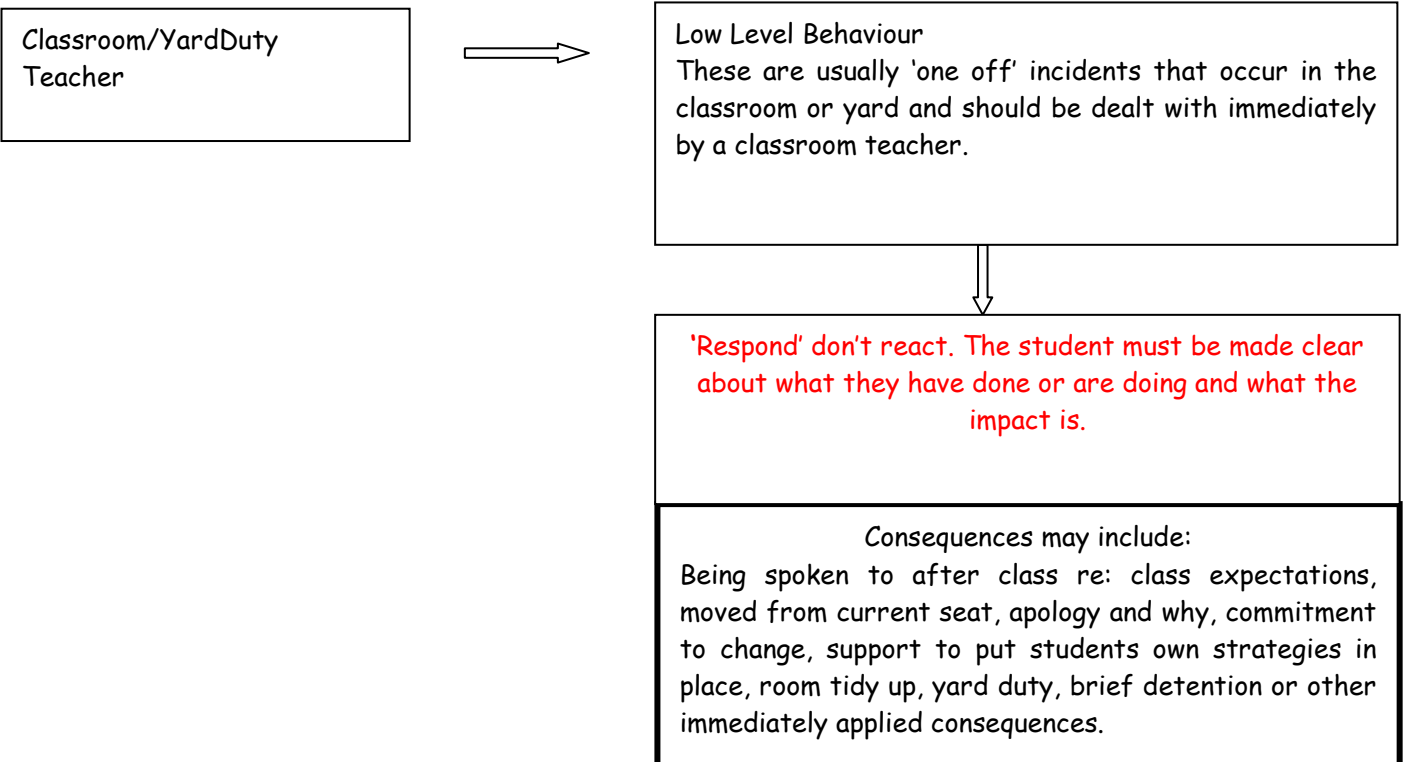 Classroom/YardDuty
Teacher
Low Level Behaviour
These are usually ‘one off’ incidents that occur in the
classroom or yard and should be dealt with immediately
by a classroom teacher.
‘Respond’ don’t react. The student must be made clear
about what they have done or are doing and what the
impact is.
Consequences may include:
Being spoken to after class re: class expectations,
moved from current seat, apology and why, commitment
to change, support to put students own strategies in
place, room tidy up, yard duty, brief detention or other
immediately applied consequences.